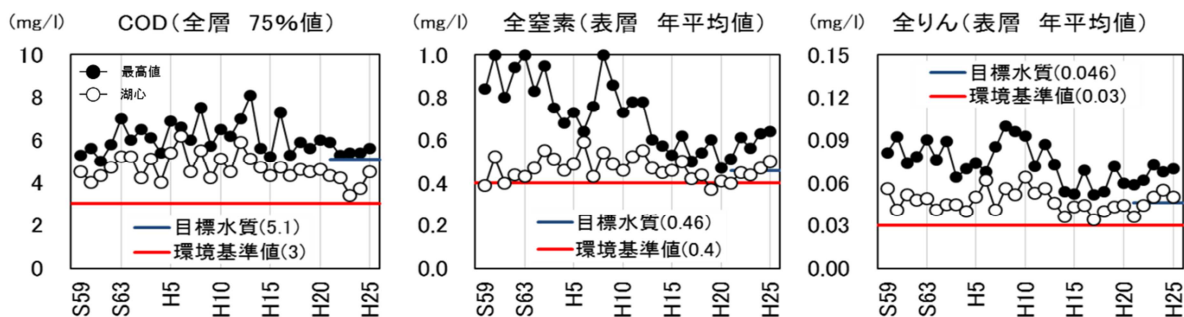 (mg/l) COD(全層 75%値)
10
8
6
4
2
0
最高値
湖心
目標水質(5.1)
環境基準値(3)
S59 S63 H5 H10 H15 H20 H25
(mg/l) 全窒素(表層 年平均値)
1.0
0.8
0.6
0.4
0.2
0.0
目標水質(0.46)
環境基準値(0.4)
S59 S63 H5 H10 H15 H20 H25
(mg/l) 全りん(表層 年平均値)
0.15
0.12
0.09
0.06
0.03
0.00
目標水質(0.046)
環境基準値(0.03)
S59 S63 H5 H10 H15 H20 H25